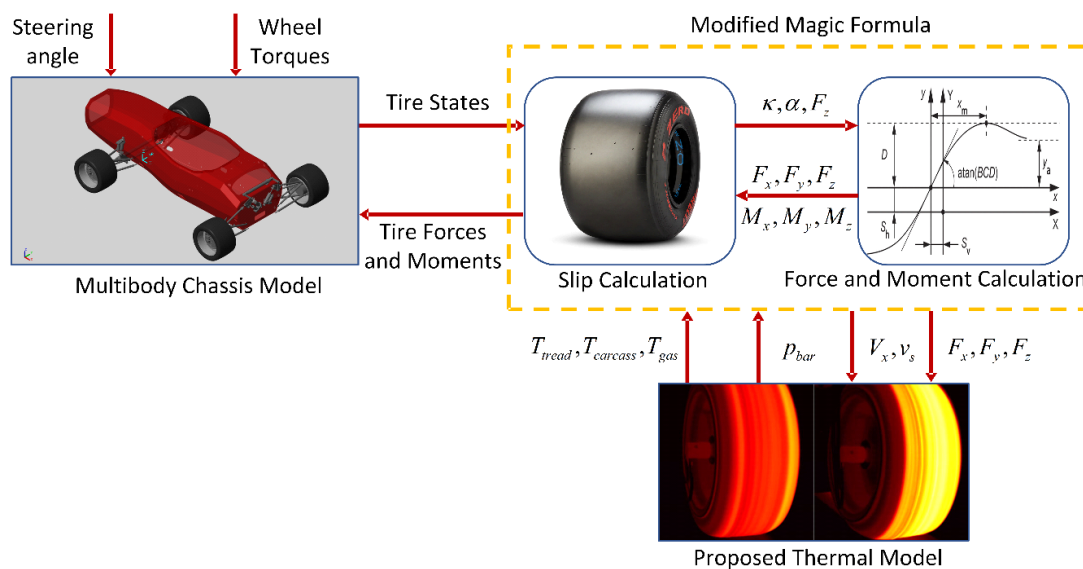 Steering
angle
Wheel
Torques
Modified Magic Formula
Tire States
κ, α, F_z
F_x, F_y, F_z
M_x, M_y, M_z
Tire Forces
and Moments
Multibody Chassis Model
ZERO
Slip Calculation
y
Y
x_m
D
y_a
atan(BCD)
x
X
S_h
S_v
Force and Moment Calculation
T_tread, T_carcass, T_gas
p_bar
V_x, v_s
F_x, F_y, F_z
Proposed Thermal Model